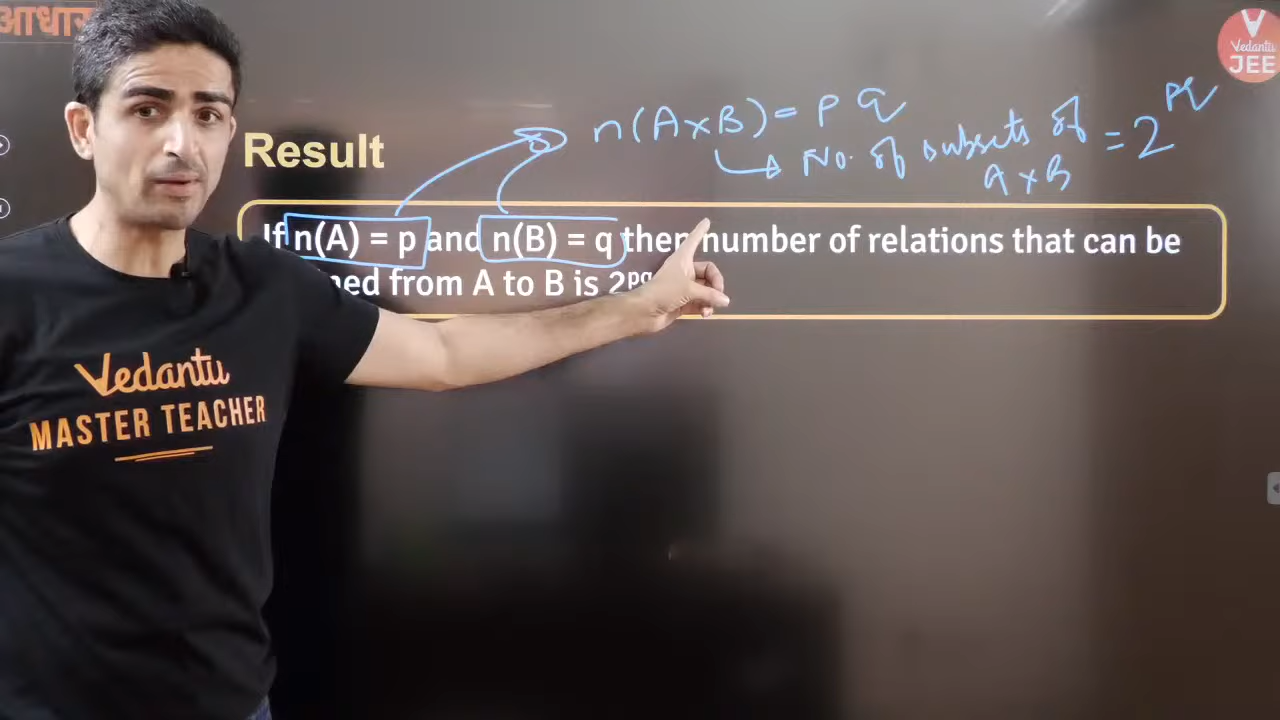 आधार
V
Vedantu
JEE
n(A×B) = pq
Result
No. of subsets of A×B = 2^pq
If n(A) = p and n(B) = q then number of relations that can be
from A to B is 2^pq
Vedantu
MASTER TEACHER